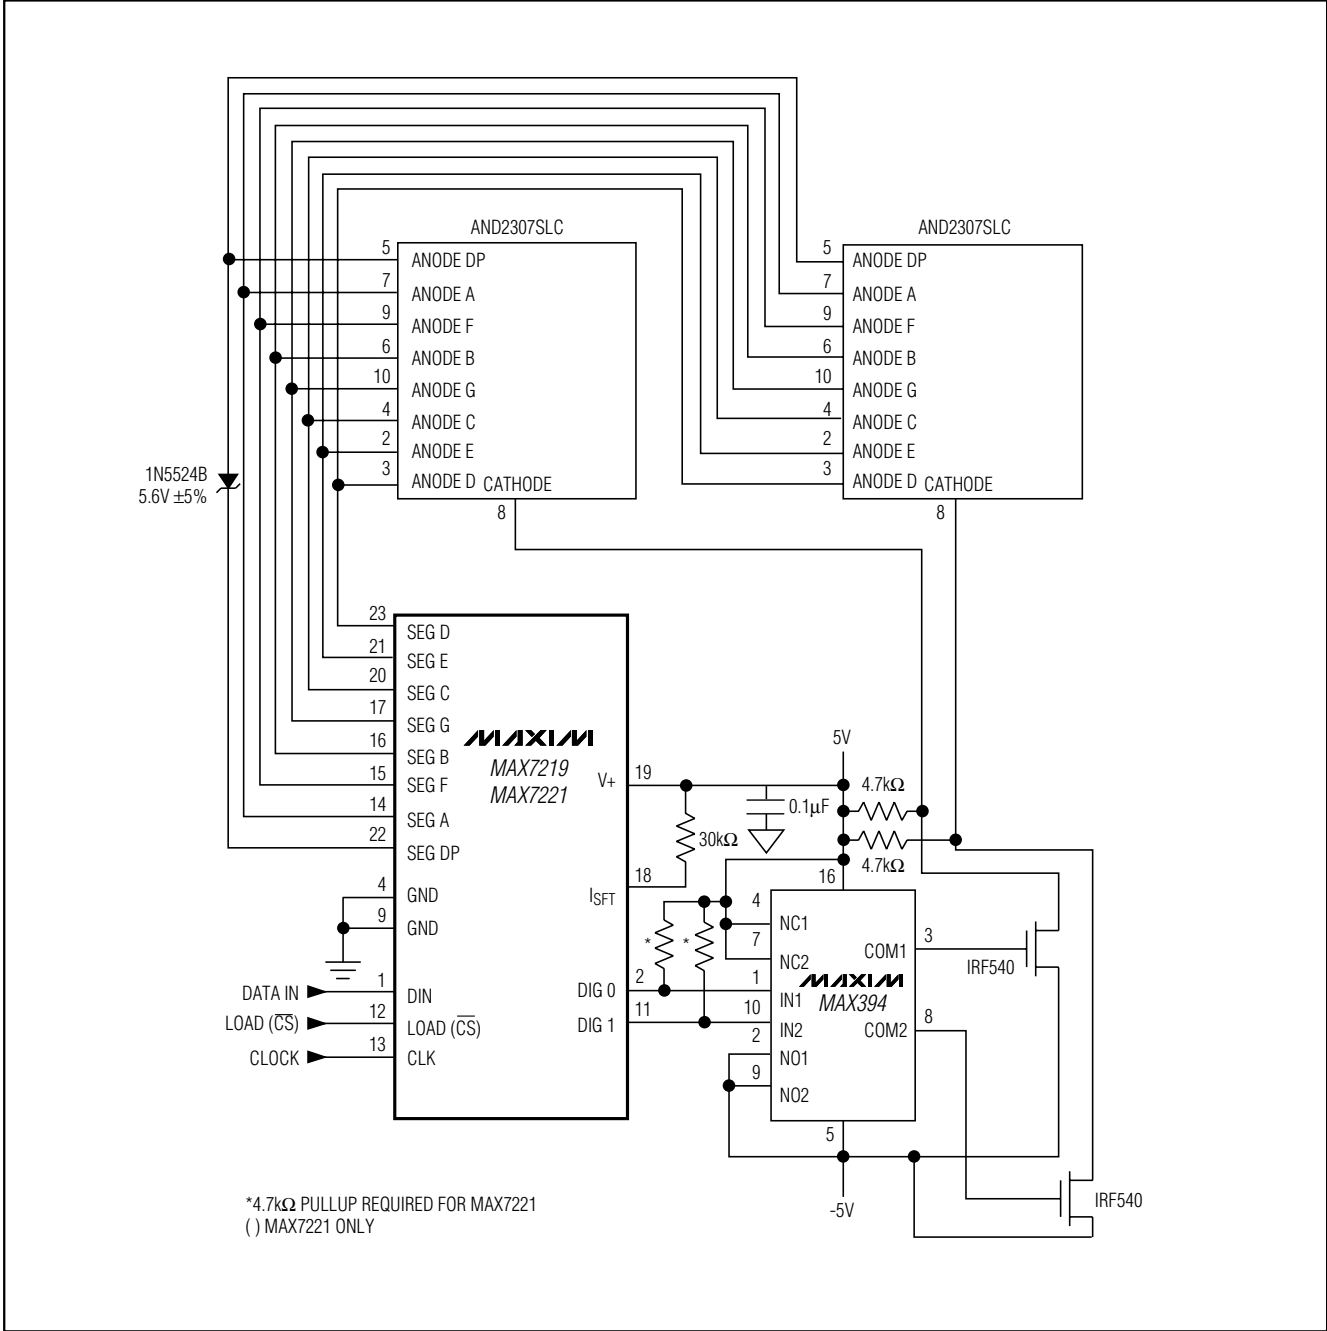 AND2307SLC
AND2307SLC
5
ANODE DP
7
ANODE A
9
ANODE F
6
ANODE B
10
ANODE G
4
ANODE C
2
ANODE E
3
ANODE D
CATHODE
8
5
ANODE DP
7
ANODE A
9
ANODE F
6
ANODE B
10
ANODE G
4
ANODE C
2
ANODE E
3
ANODE D
CATHODE
8
1N5524B
5.6V ±5%
23
SEG D
21
SEG E
20
SEG C
17
SEG G
16
SEG B
15
SEG F
14
SEG A
22
SEG DP
4
GND
9
GND
DATA IN
1
DIN
LOAD (C̅S̅)
12
LOAD (C̅S̅)
CLOCK
13
CLK
MAXIM
MAX7219
MAX7221
V+
19
ISFT
18
DIG 0
2
DIG 1
11
30kΩ
0.1μF
5V
4.7kΩ
4.7kΩ
*
*
16
4
NC1
7
NC2
1
IN1
10
IN2
2
NO1
9
NO2
MAXIM
MAX394
COM1
3
COM2
8
5
-5V
IRF540
IRF540
*4.7kΩ PULLUP REQUIRED FOR MAX7221
( ) MAX7221 ONLY